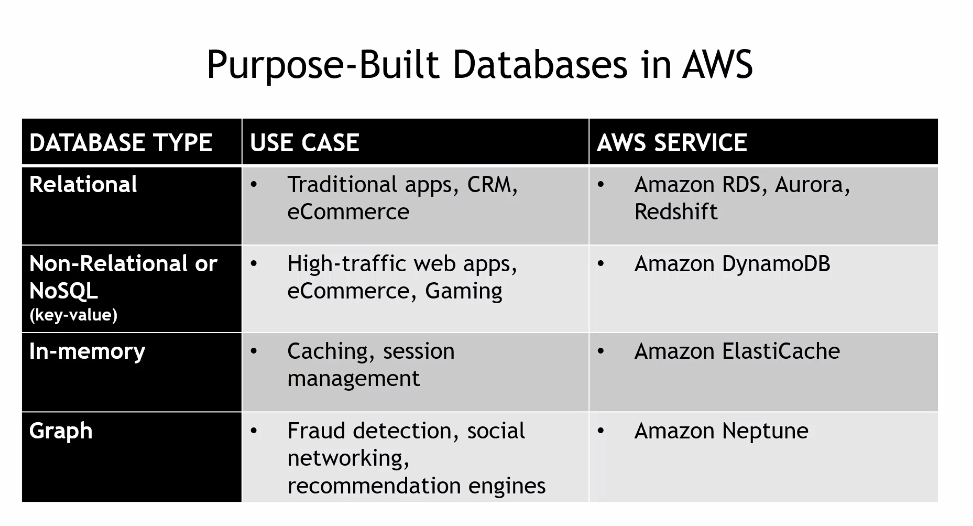 Purpose-Built Databases in AWS
DATABASE TYPE
USE CASE
AWS SERVICE
Relational
• Traditional apps, CRM,
eCommerce
• Amazon RDS, Aurora,
Redshift
Non-Relational or
NoSQL
(key-value)
• High-traffic web apps,
eCommerce, Gaming
• Amazon DynamoDB
In-memory
• Caching, session
management
• Amazon ElastiCache
Graph
• Fraud detection, social
networking,
recommendation engines
• Amazon Neptune